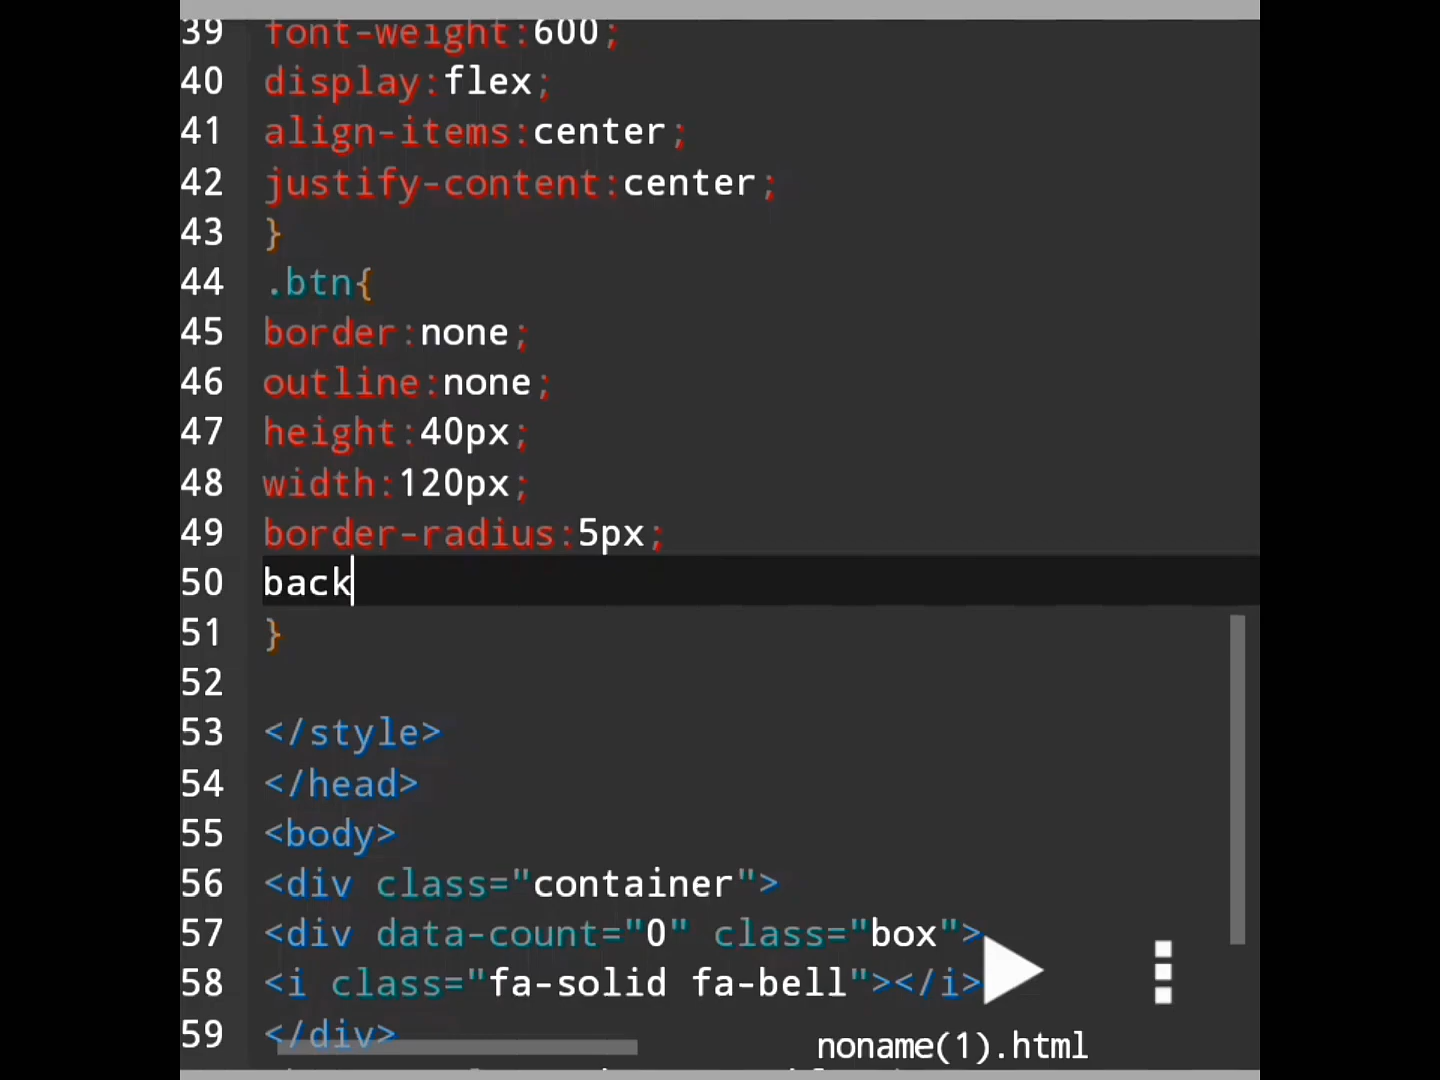 39 font-weight:600;
40 display:flex;
41 align-items:center;
42 justify-content:center;
43 }
44 .btn{
45 border:none;
46 outline:none;
47 height:40px;
48 width:120px;
49 border-radius:5px;
50 back
51 }
52
53 </style>
54 </head>
55 <body>
56 <div class="container">
57 <div data-count="0" class="box">
58 <i class="fa-solid fa-bell"></i>
59 </div>
noname(1).html